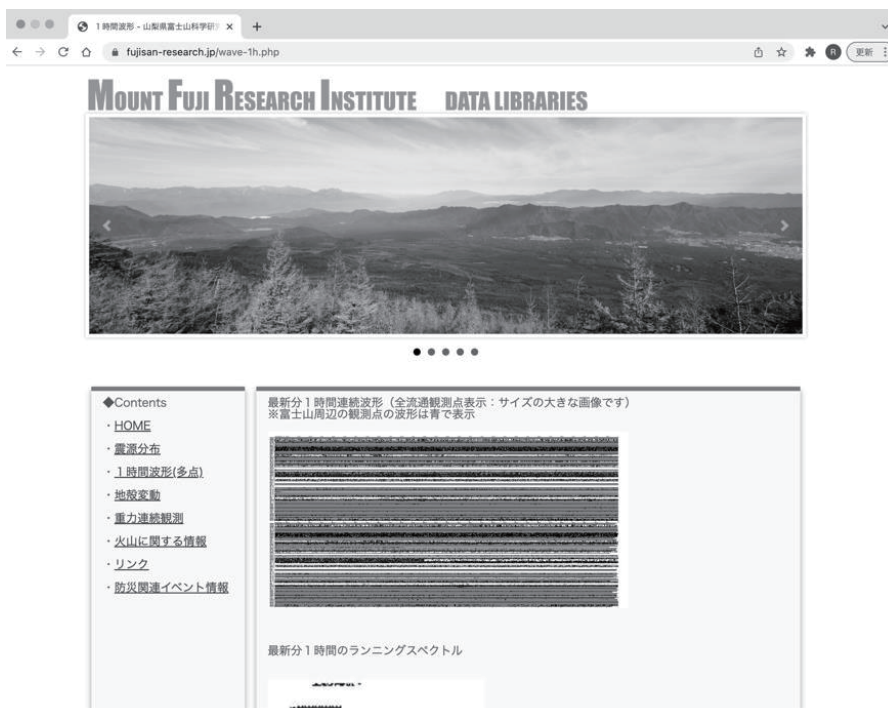 1時間波形 - 山梨県富士山科学研
fujisan-research.jp/wave-1h.php
R
更新
MOUNT FUJI RESEARCH INSTITUTE DATA LIBRARIES
◆Contents
・HOME
・震源分布
・1時間波形(多点)
・地殻変動
・重力連続観測
・火山に関する情報
・リンク
・防災関連イベント情報
最新分1時間連続波形（全流通観測点表示：サイズの大きな画像です）
※富士山周辺の観測点の波形は青で表示
最新分1時間のランニングスペクトル